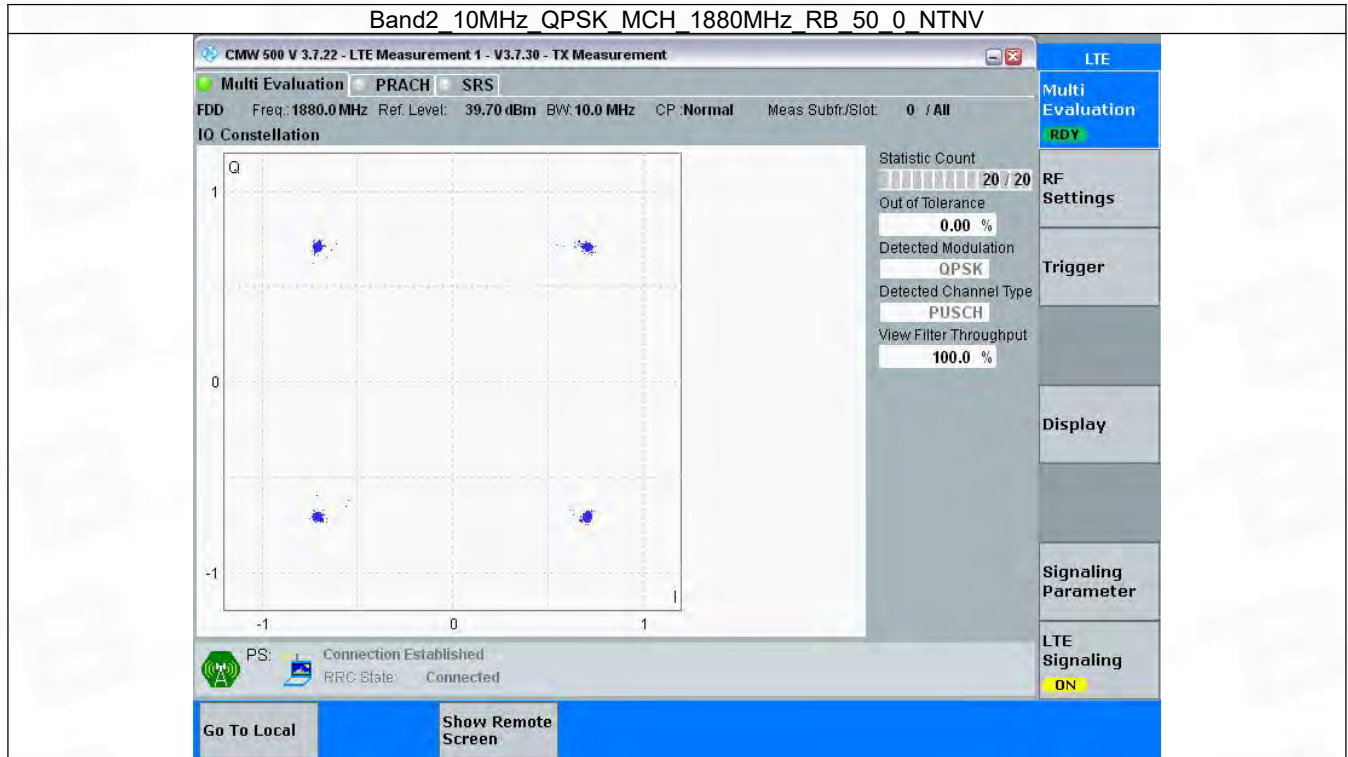 Band2_10MHz_QPSK_MCH_1880MHz_RB_50_0_NTNV
CMW 500 V 3.7.22 - LTE Measurement 1 - V3.7.30 - TX Measurement
LTE
Multi Evaluation PRACH SRS
Multi
Evaluation
RDY
FDD Freq.: 1880.0 MHz Ref. Level: 39.70 dBm BW: 10.0 MHz CP :Normal Meas Subfr./Slot: 0 / All
IQ Constellation
Q
1
0
-1
I
-1 0 1
Statistic Count
20 / 20
Out of Tolerance
0.00 %
Detected Modulation
QPSK
Detected Channel Type
PUSCH
View Filter Throughput
100.0 %
RF
Settings
Trigger
Display
Signaling
Parameter
LTE
Signaling
ON
PS: Connection Established
RRC State: Connected
Go To Local
Show Remote
Screen